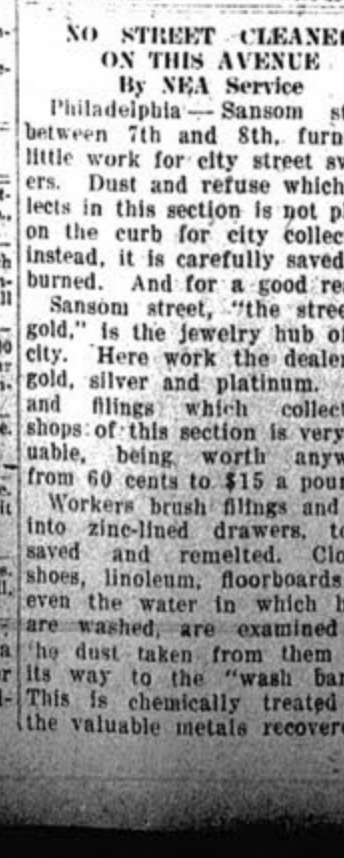 NO STREET CLEANE
ON THIS AVENUE
By NEA Service
Philadelphia — Sansom st
between 7th and 8th, furn
little work for city street sw
ers. Dust and refuse which
lects in this section is not p
on the curb for city collec
instead, it is carefully saved
burned. And for a good re
Sansom street, "the stree
gold," is the jewelry hub of
city. Here work the dealer
gold, silver and platinum.
and filings which collect
shops of this section is very
uable, being worth anyw
from 60 cents to $15 a pou
Workers brush filings and
into zinc-lined drawers, to
saved and remelted. Clo
shoes, linoleum, floorboards
even the water in which h
are washed, are examined
'he dust taken from them
its way to the "wash bar
This is chemically treated
the valuable metals recover